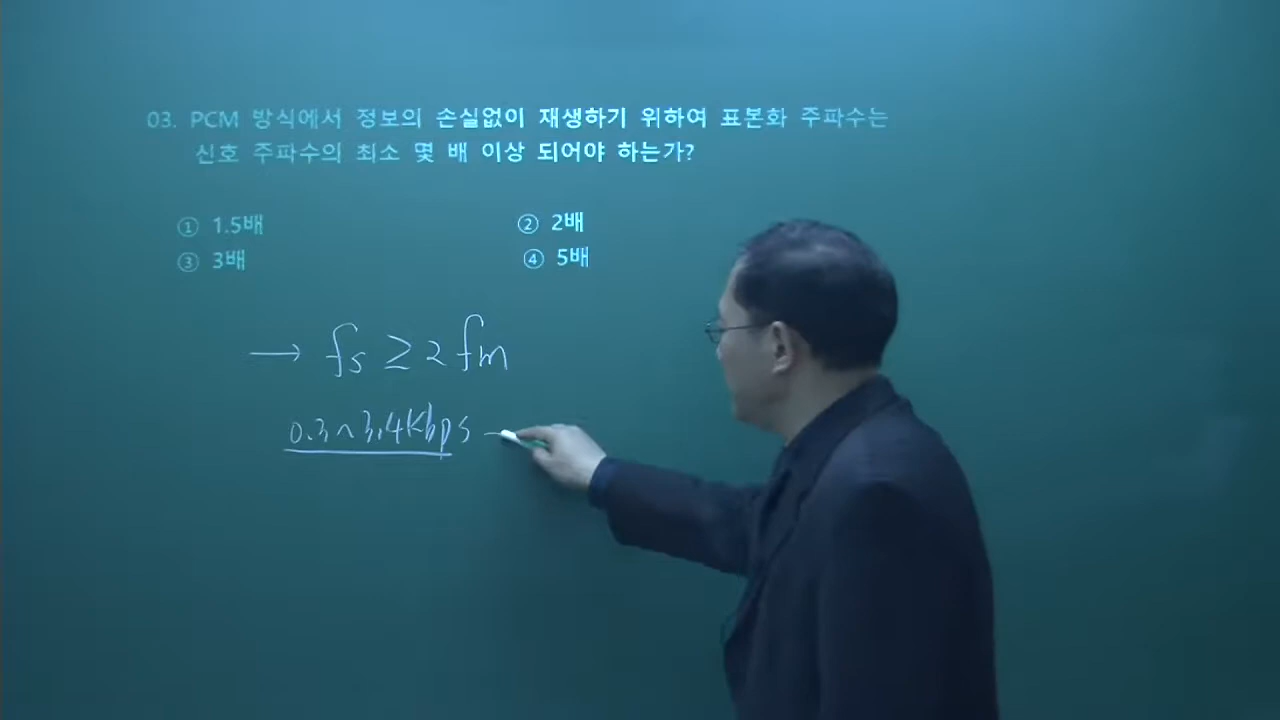 03. PCM 방식에서 정보의 손실없이 재생하기 위하여 표본화 주파수는
신호 주파수의 최소 몇 배 이상 되어야 하는가?
① 1.5배 ② 2배
③ 3배 ④ 5배
→ fs ≥ 2fm
0.3~3.4Kbps -